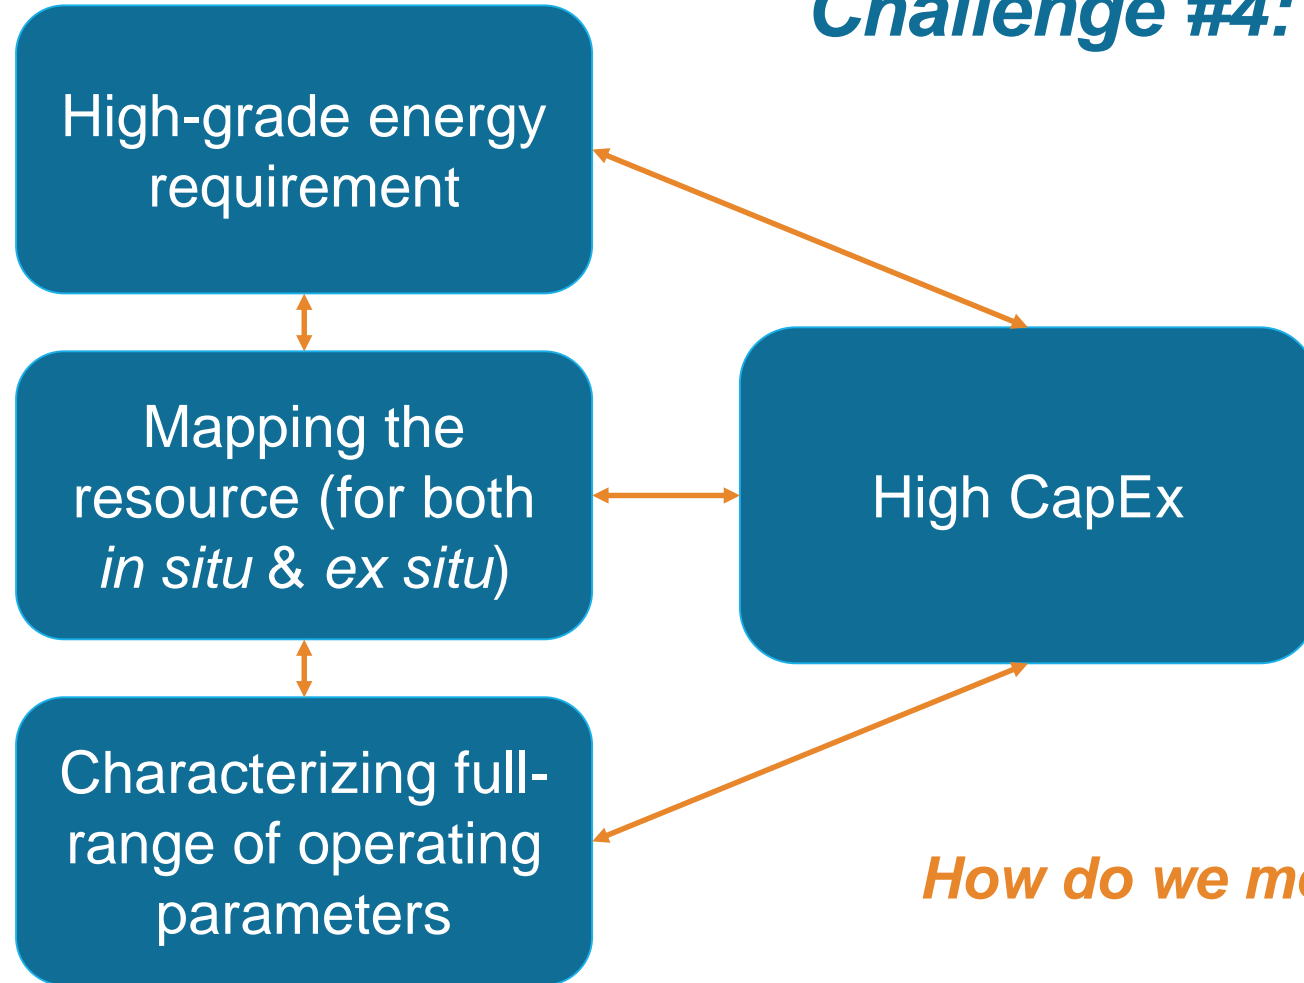 Challenge #4:
High-grade energy
requirement
Mapping the
resource (for both
in situ & ex situ)
High CapEx
Characterizing full-
range of operating
parameters
How do we